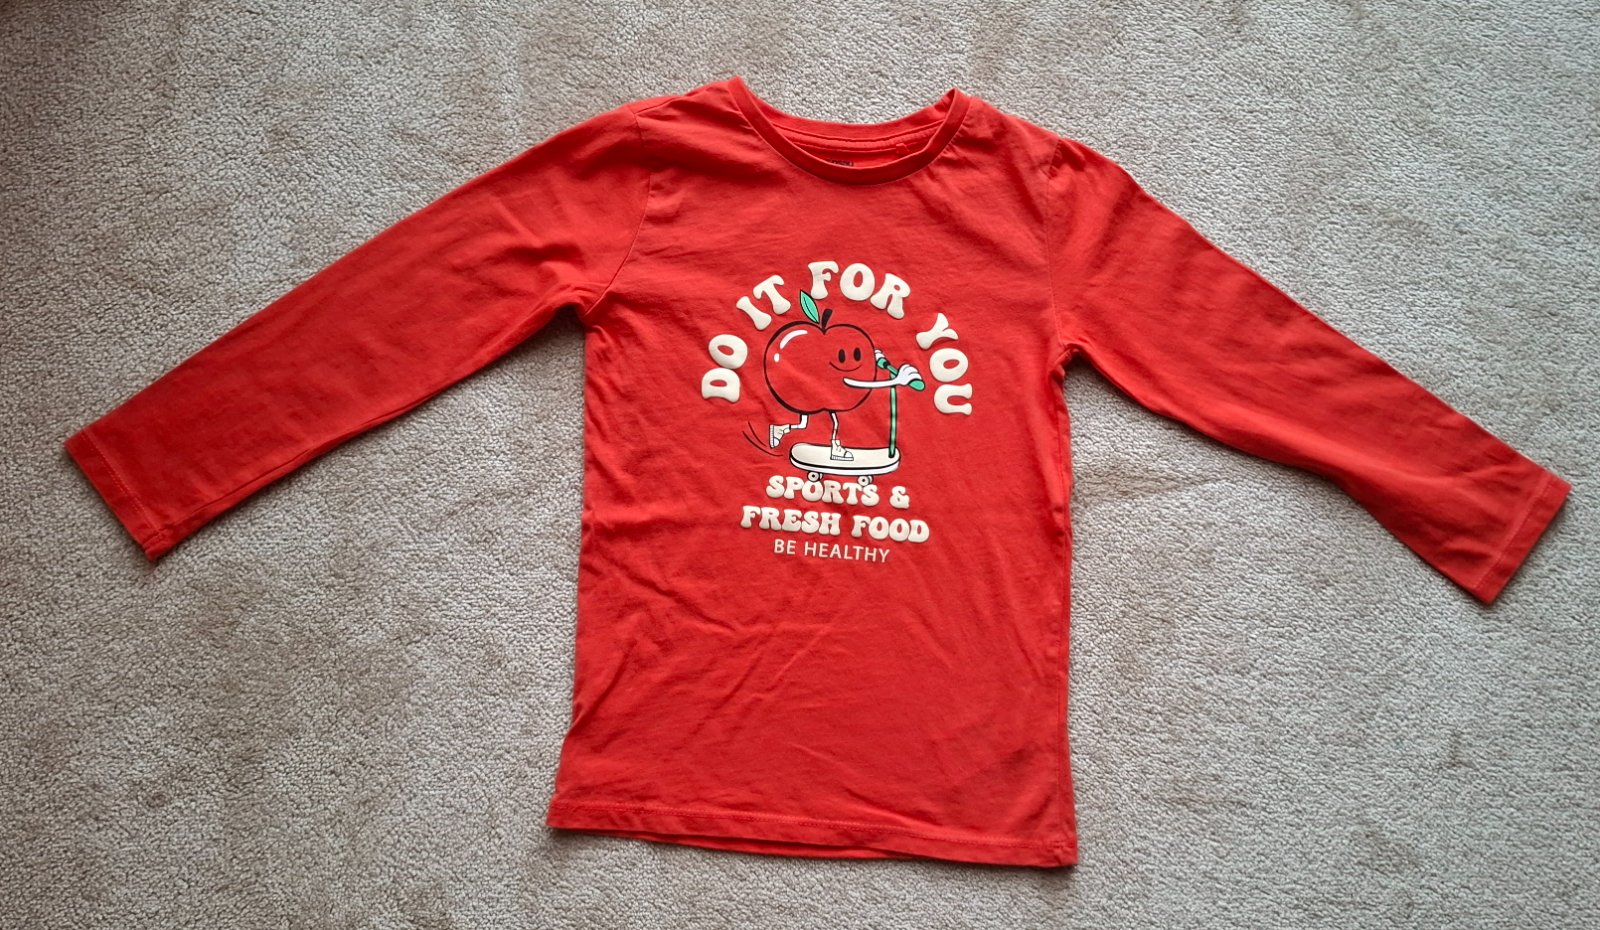 DO IT FOR YOU
SPORTS &
FRESH FOOD
BE HEALTHY